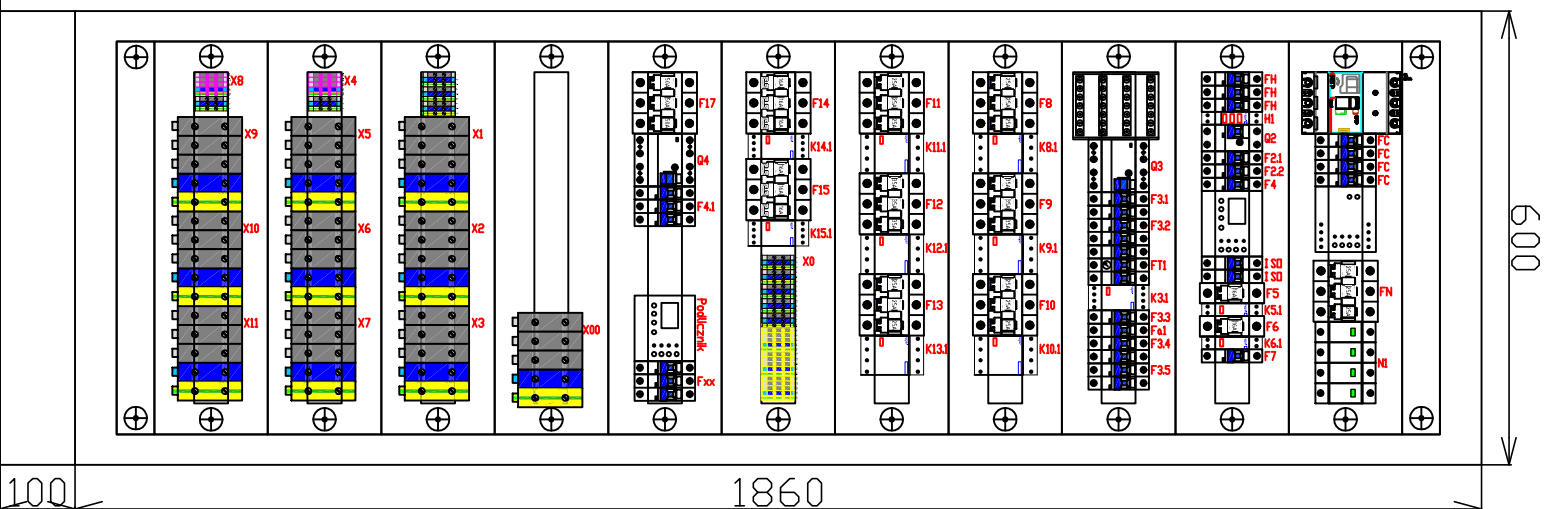 X8
X9
X10
X11
X4
X5
X6
X7
X1
X2
X3
X00
F17
Q4
F4.1
Podlicznik
Fxx
F14
K14.1
F15
K15.1
X0
F11
K11.1
F12
K12.1
F13
K13.1
F8
K8.1
F9
K9.1
F10
K10.1
Q3
F3.1
F3.2
FT1
K3.1
F3.3
Fa.1
F3.4
F3.5
FH
FH
FH
H1
Q2
F2.1
F2.2
F4
ISO
ISO
F5
K5.1
F6
K6.1
F7
FC
FC
FC
FC
FN
N1
600
100
1860